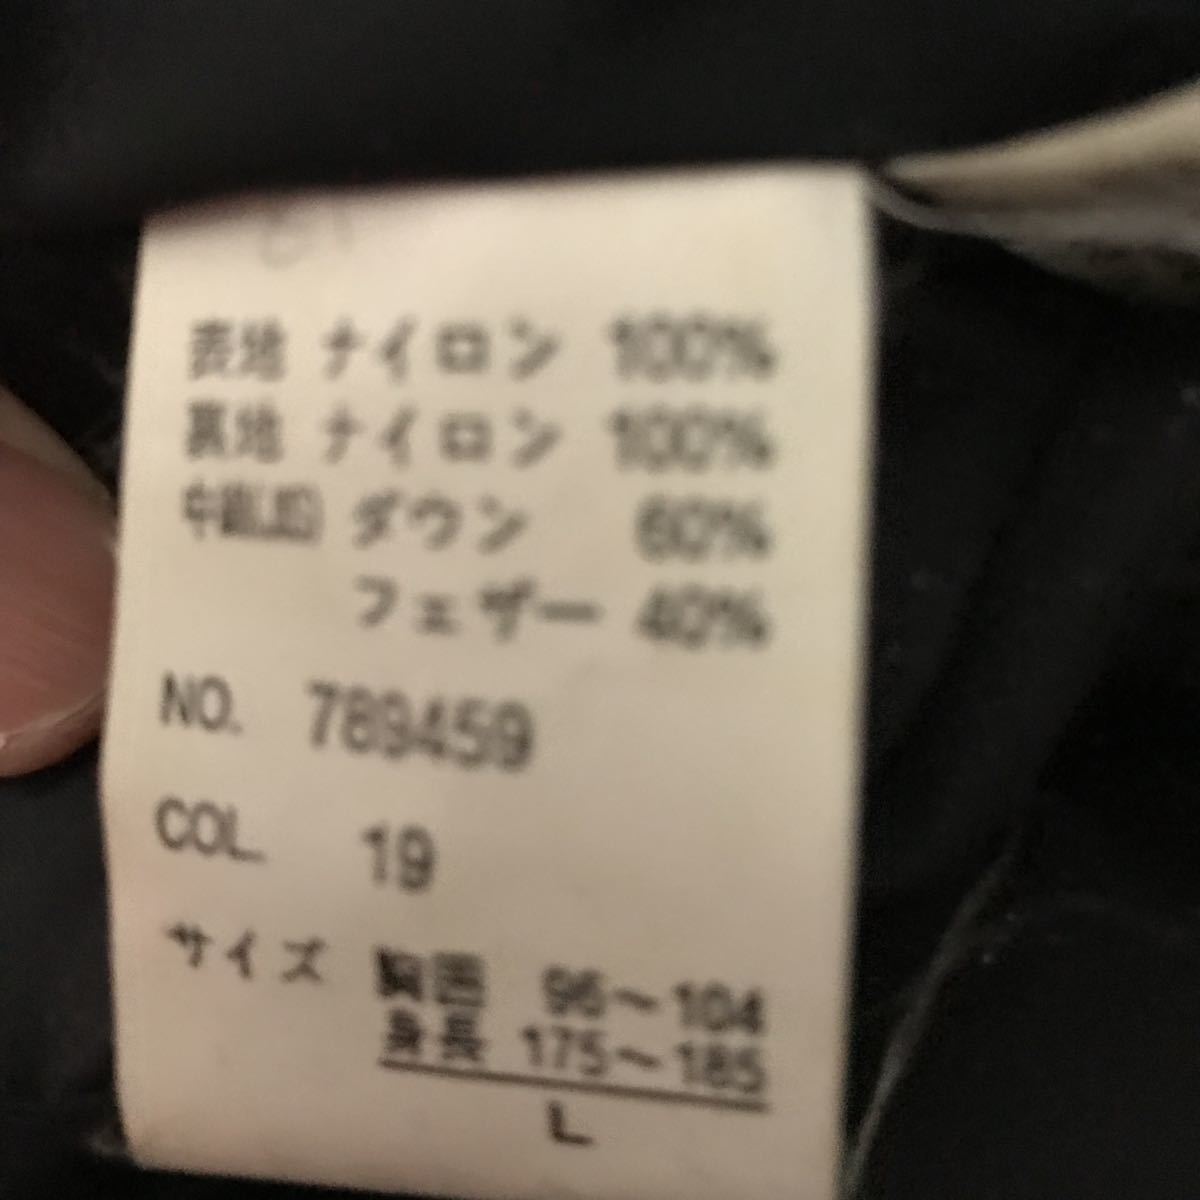 表地 ナイロン 100%
裏地 ナイロン 100%
ダウン 60%
フェザー 40%
NO. 789459
COL. 19
サイズ 胸囲 96～104
身長 175～185
L